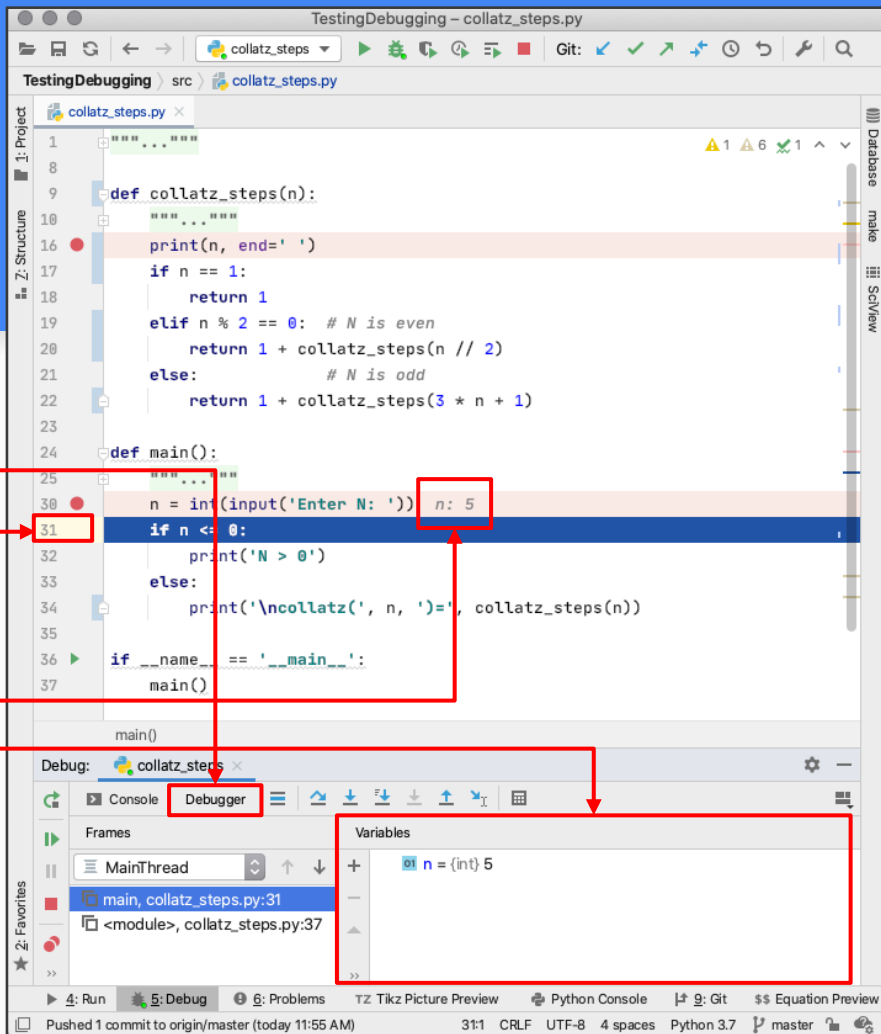 TestingDebugging – collatz_steps.py
collatz_steps
Git:
TestingDebugging 〉 src 〉 collatz_steps.py
1: Project
Z: Structure
2: Favorites
collatz_steps.py ×
1 """..."""
1 6 1
8
9 def collatz_steps(n):
10 """..."""
16 print(n, end=' ')
17 if n == 1:
18 return 1
19 elif n % 2 == 0: # N is even
20 return 1 + collatz_steps(n // 2)
21 else: # N is odd
22 return 1 + collatz_steps(3 * n + 1)
23
24 def main():
25 """..."""
30 n = int(input('Enter N: ')) n: 5
31 if n <= 0:
32 print('N > 0')
33 else:
34 print('\ncollatz(', n, ')=', collatz_steps(n))
35
36 if __name__ == '__main__':
37 main()
main()
Database
make
SciView
Debug: collatz_steps ×
Console Debugger
Frames
Variables
MainThread
01 n = {int} 5
main, collatz_steps.py:31
<module>, collatz_steps.py:37
4: Run 5: Debug 6: Problems TZ Tikz Picture Preview Python Console 9: Git $$ Equation Preview
Pushed 1 commit to origin/master (today 11:55 AM) 31:1 CRLF UTF-8 4 spaces Python 3.7 master